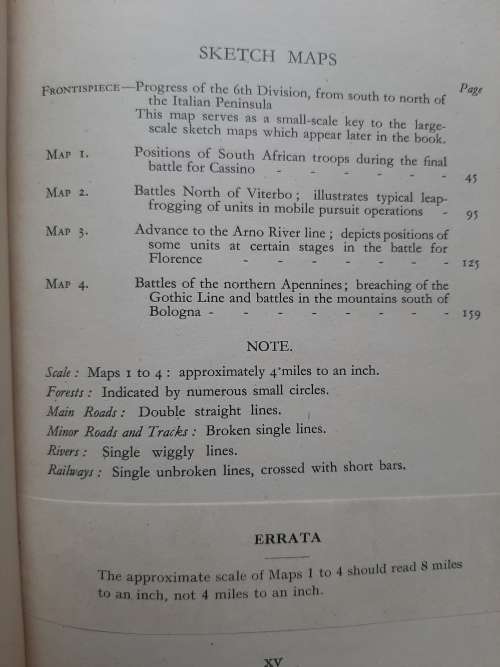 SKETCH MAPS
Page
FRONTISPIECE—Progress of the 6th Division, from south to north of
the Italian Peninsula
This map serves as a small-scale key to the large-
scale sketch maps which appear later in the book.
MAP 1. Positions of South African troops during the final
battle for Cassino - - - - - - 45
MAP 2. Battles North of Viterbo; illustrates typical leap-
frogging of units in mobile pursuit operations - 95
MAP 3. Advance to the Arno River line; depicts positions of
some units at certain stages in the battle for
Florence - - - - - - - 125
MAP 4. Battles of the northern Apennines; breaching of the
Gothic Line and battles in the mountains south of
Bologna - - - - - - - - 159
NOTE.
Scale: Maps 1 to 4: approximately 4 miles to an inch.
Forests: Indicated by numerous small circles.
Main Roads: Double straight lines.
Minor Roads and Tracks: Broken single lines.
Rivers: Single wiggly lines.
Railways: Single unbroken lines, crossed with short bars.
ERRATA
The approximate scale of Maps 1 to 4 should read 8 miles
to an inch, not 4 miles to an inch.
xv